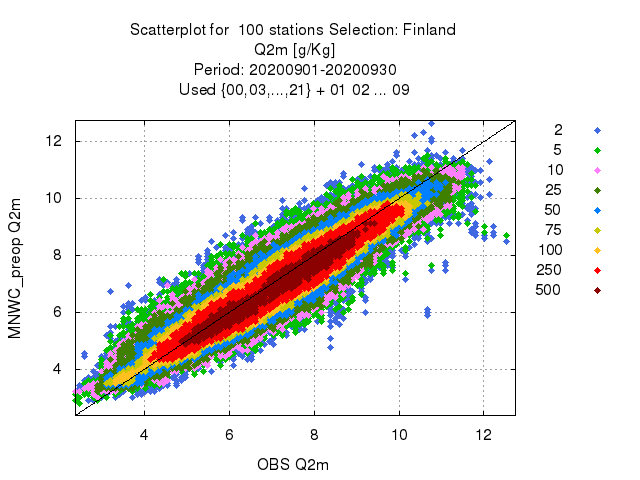 Scatterplot for 100 stations Selection: Finland
Q2m [g/Kg]
Period: 20200901-20200930
Used {00,03,...,21} + 01 02 ... 09
MNWC_preop Q2m
12
10
8
6
4
4 6 8 10 12
OBS Q2m
2
5
10
25
50
75
100
250
500